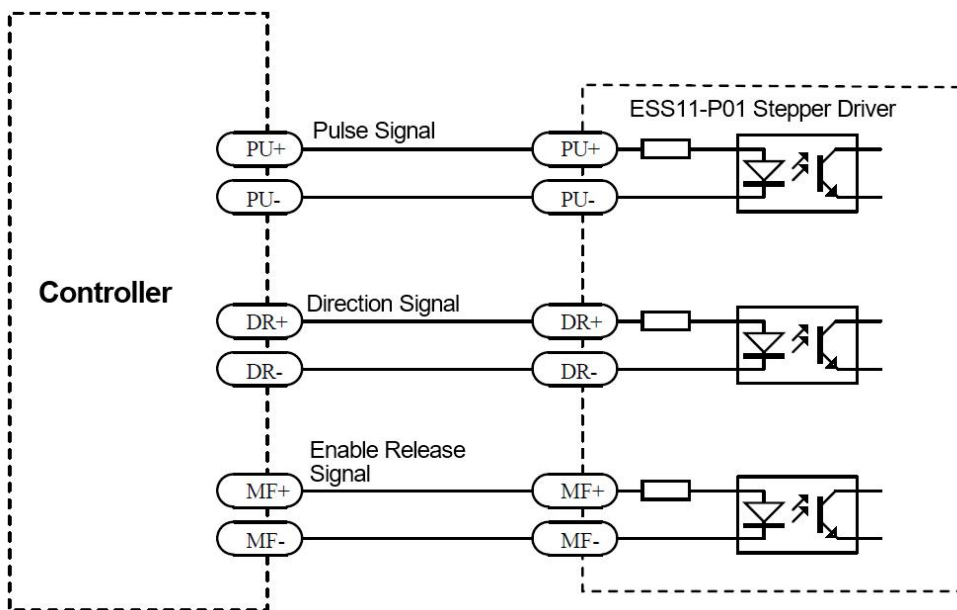 ESS11-P01 Stepper Driver
Pulse Signal
PU+ PU+
PU- PU-
Controller
Direction Signal
DR+ DR+
DR- DR-
Enable Release
Signal
MF+ MF+
MF- MF-